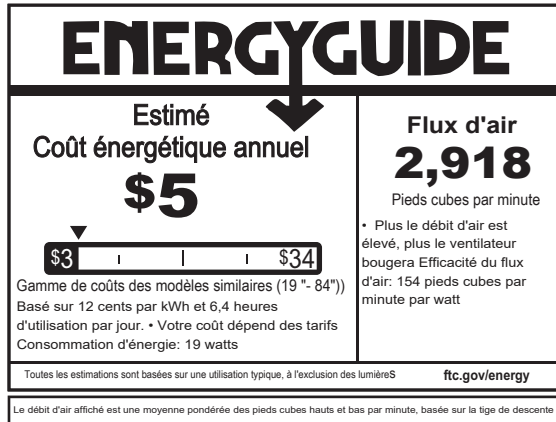 ENERGYGUIDE
Estimé
Coût énergétique annuel
$5
$3
$34
Gamme de coûts des modèles similaires (19 "- 84"))
Basé sur 12 cents par kWh et 6,4 heures
d'utilisation par jour. • Votre coût dépend des tarifs
Consommation d'énergie: 19 watts
Flux d'air
2,918
Pieds cubes par minute
• Plus le débit d'air est
élevé, plus le ventilateur
bougera Efficacité du flux
d'air: 154 pieds cubes par
minute par watt
Toutes les estimations sont basées sur une utilisation typique, à l'exclusion des lumièreS
ftc.gov/energy
Le débit d'air affiché est une moyenne pondérée des pieds cubes hauts et bas par minute, basée sur la tige de descente